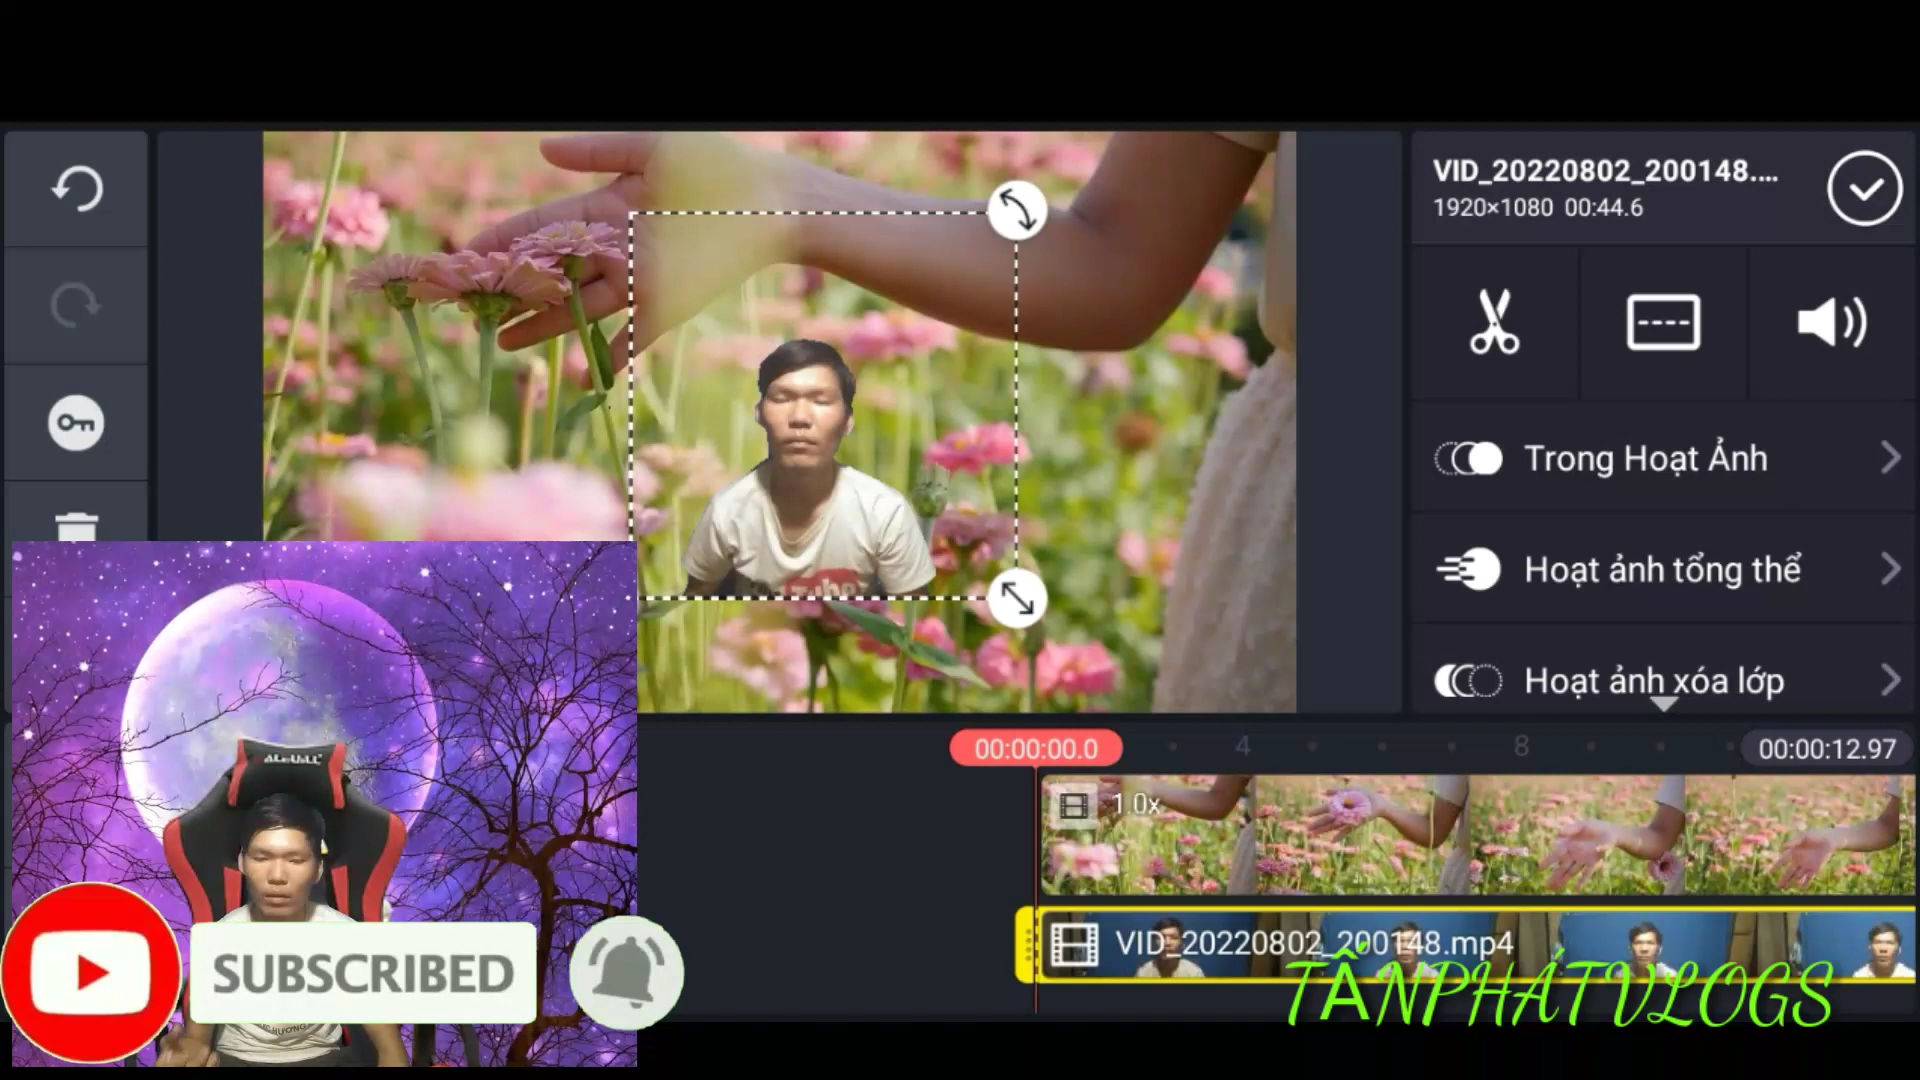 VID_20220802_200148....
1920×1080 00:44.6
Trong Hoạt Ảnh
Hoạt ảnh tổng thể
Hoạt ảnh xóa lớp
00:00:00.0
4
8
00:00:12.97
1.0x
VID_20220802_200148.mp4
SUBSCRIBED
TẤNPHÁTVLOGS